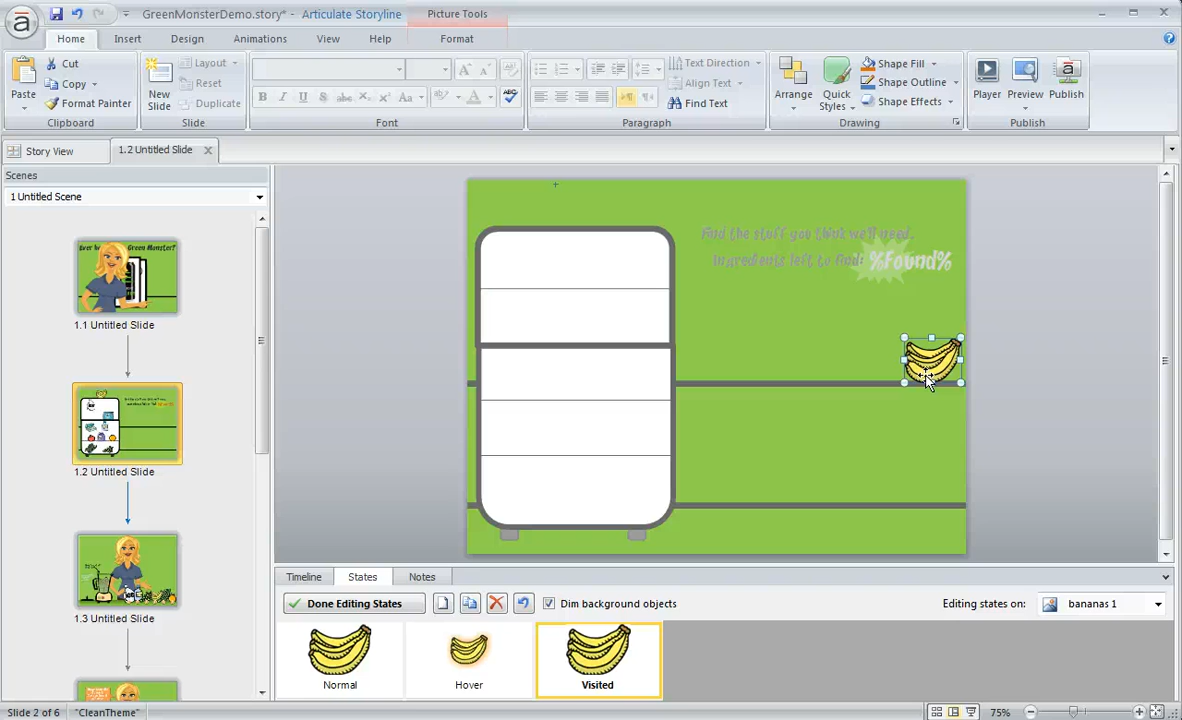 GreenMonsterDemo.story* - Articulate Storyline
Picture Tools
Home Insert Design Animations View Help Format
Paste
Cut
Copy
Format Painter
Clipboard
New Slide
Layout
Reset
Duplicate
Slide
B I U S abc Aa A
Font
Text Direction
Align Text
Find Text
Paragraph
Arrange
Quick Styles
Shape Fill
Shape Outline
Shape Effects
Drawing
Player Preview Publish
Publish
Story View
1.2 Untitled Slide
Scenes
1 Untitled Scene
1.1 Untitled Slide
1.2 Untitled Slide
1.3 Untitled Slide
Find the stuff you think we'll need.
Ingredients left to find: %Found%
Timeline States Notes
Done Editing States
Dim background objects
Editing states on: bananas 1
Normal
Hover
Visited
Slide 2 of 6
"CleanTheme"
75%